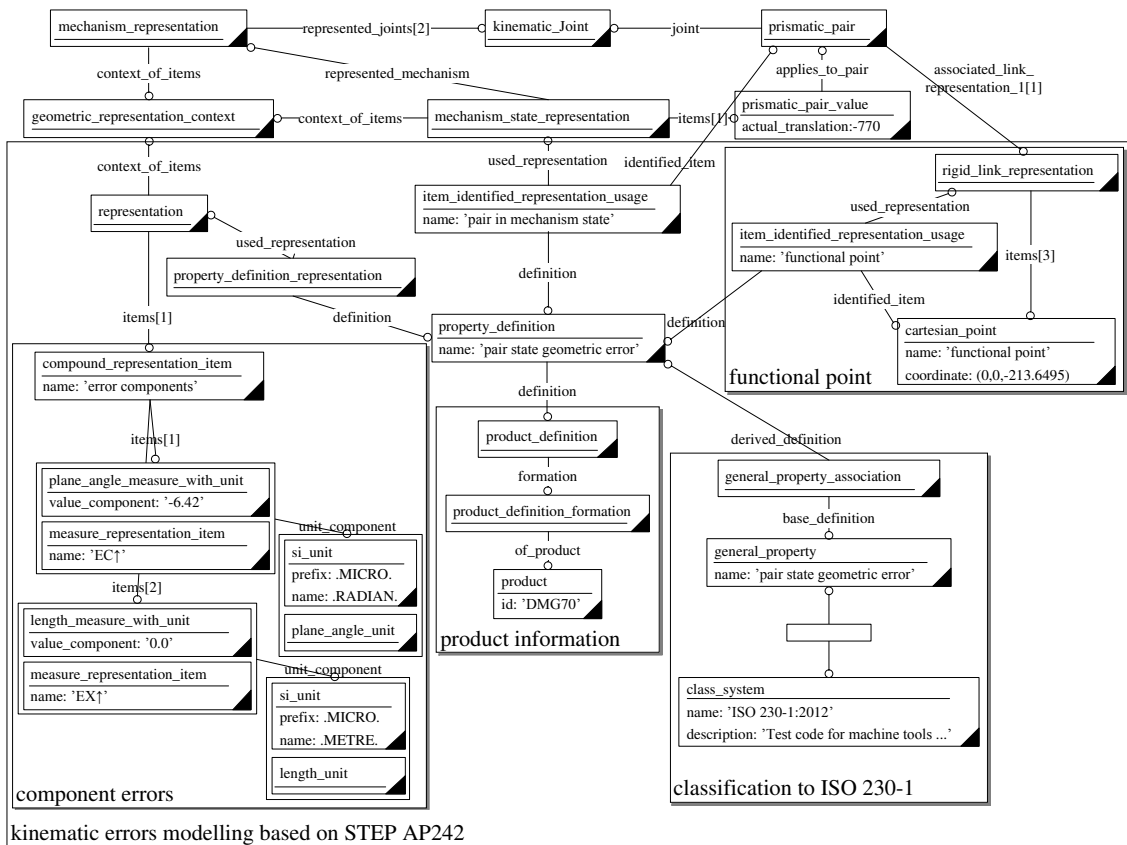 mechanism_representation
represented_joints[2]
kinematic_Joint
joint
prismatic_pair
context_of_items
represented_mechanism
applies_to_pair
associated_link_
representation_1[1]
geometric_representation_context
context_of_items
mechanism_state_representation
items[1]
prismatic_pair_value
actual_translation:-770
context_of_items
used_representation
identified_item
rigid_link_representation
representation
item_identified_representation_usage
name: 'pair in mechanism state'
used_representation
item_identified_representation_usage
name: 'functional point'
items[3]
used_representation
property_definition_representation
definition
identified_item
items[1]
definition
property_definition
name: 'pair state geometric error'
definition
cartesian_point
name: 'functional point'
coordinate: (0,0,-213.6495)
functional point
compound_representation_item
name: 'error components'
definition
items[1]
product_definition
derived_definition
plane_angle_measure_with_unit
value_component: '-6.42'
measure_representation_item
name: 'EC↑'
formation
general_property_association
product_definition_formation
base_definition
unit_component
si_unit
prefix: .MICRO.
name: .RADIAN.
plane_angle_unit
of_product
general_property
name: 'pair state geometric error'
product
id: 'DMG70'
product information
items[2]
length_measure_with_unit
value_component: '0.0'
measure_representation_item
name: 'EX↑'
unit_component
si_unit
prefix: .MICRO.
name: .METRE.
length_unit
class_system
name: 'ISO 230-1:2012'
description: 'Test code for machine tools ...'
classification to ISO 230-1
component errors
kinematic errors modelling based on STEP AP242